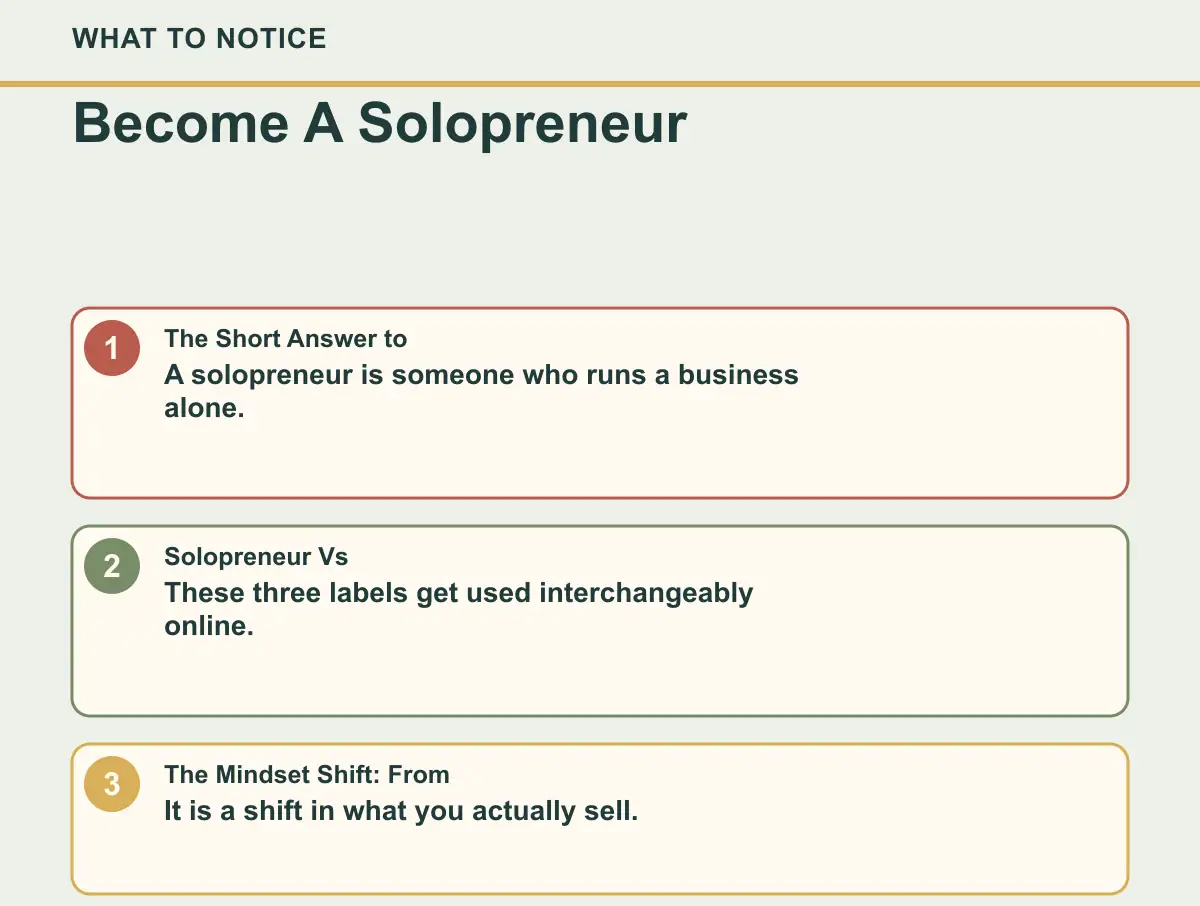 WHAT TO NOTICE
Become A Solopreneur
1
The Short Answer to
A solopreneur is someone who runs a business
alone.
2
Solopreneur Vs
These three labels get used interchangeably
online.
3
The Mindset Shift: From
It is a shift in what you actually sell.